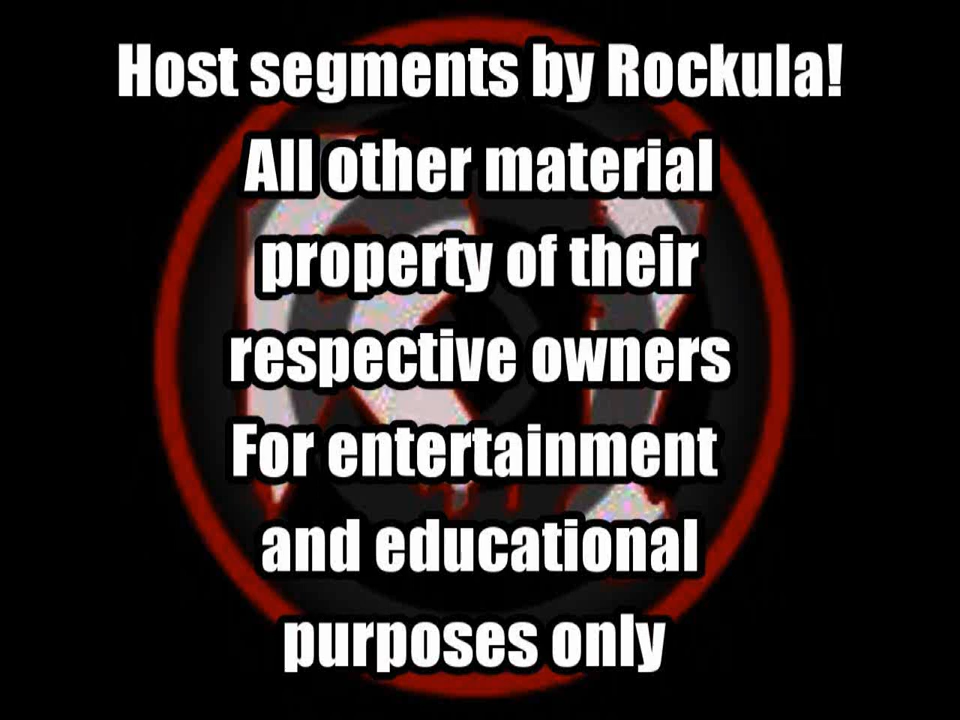 Host segments by Rockula!
All other material
property of their
respective owners
For entertainment
and educational
purposes only